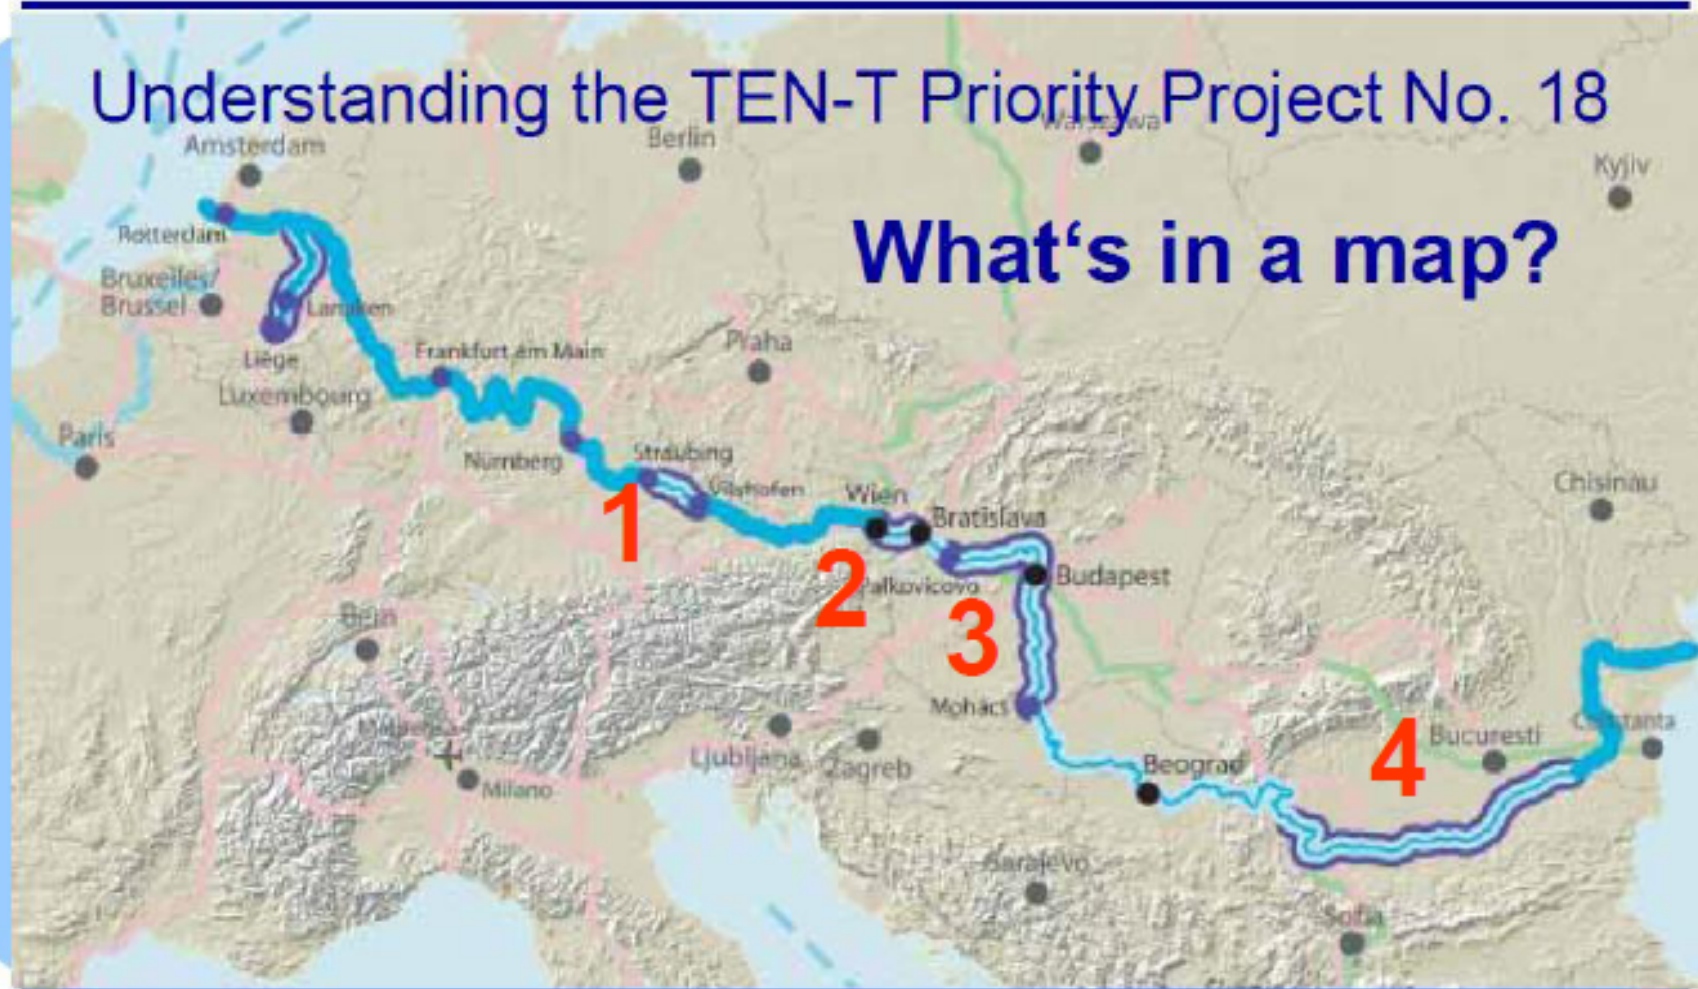 Understanding the TEN-T Priority Project No. 18
Warszawa
Amsterdam
Berlin
Kyjiv
What‘s in a map?
Rotterdam
Bruxelles/
Brussel
Lanaken
Liège
Frankfurt am Main
Praha
Luxembourg
Paris
Nürnberg
Straubing
Vilshofen
Wien
Bratislava
Chisinau
1
2
Palkovicovo
Budapest
3
Bern
Mohács
4
Ljubljana
Zagreb
Bucuresti
Constanta
Milano
Beograd
Sarajevo
Sofia